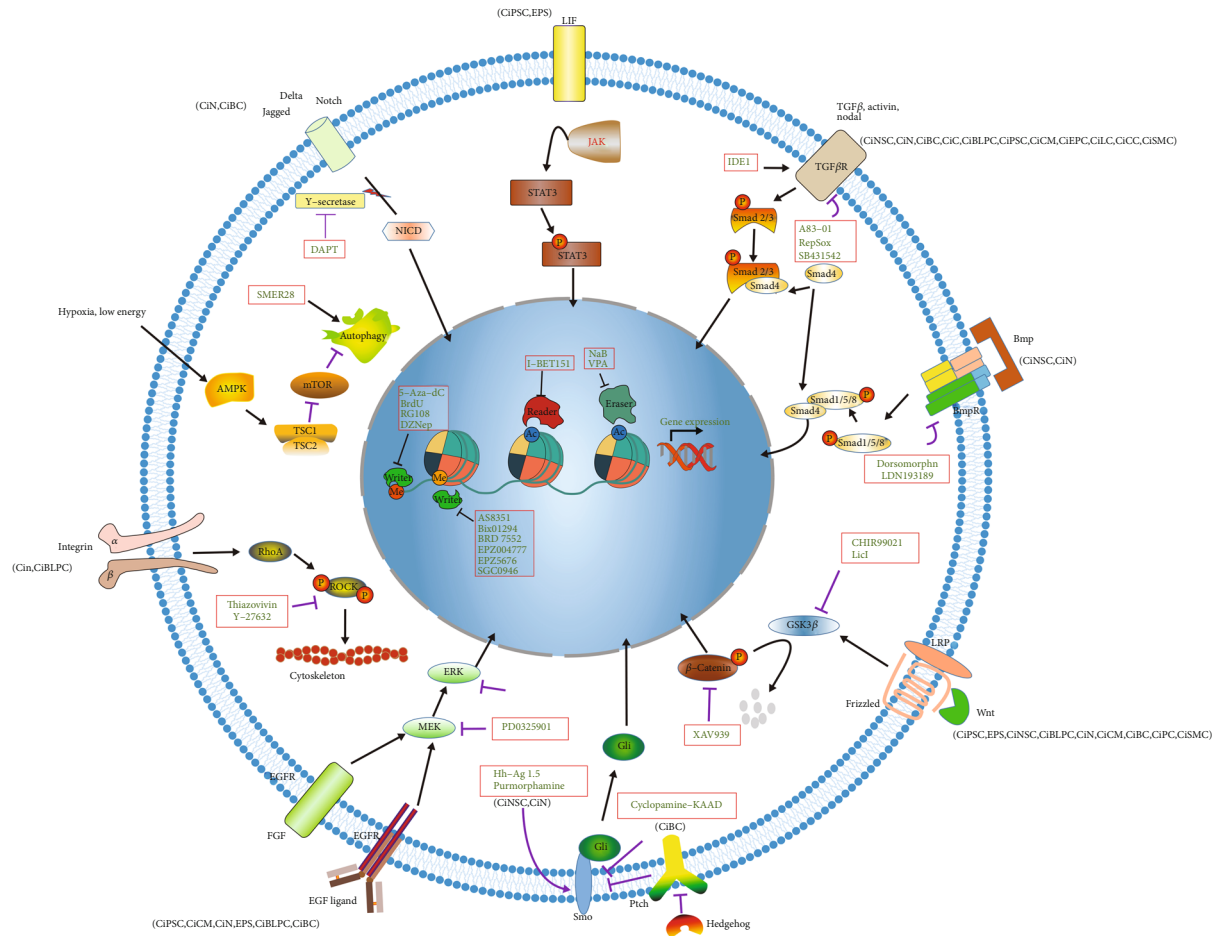 (CiPSC,EPS)
LIF
Delta
Notch
Jagged
(CiN,CiBC)
Y-secretase
NICD
DAPT
JAK
STAT3
P
STAT3
TGFβ, activin,
nodal
(CiNSC,CiN,CiBC,CiC,CiBLPC,CiPSC,CiCM,CiEPC,CiLC,CiCC,CiSMC)
IDE1
TGFβR
P
Smad 2/3
A83-01
RepSox
SB431542
P
Smad 2/3
Smad4
Smad4
SMER28
Hypoxia, low energy
Autophagy
mTOR
AMPK
TSC1
TSC2
Bmp
(CiNSC,CiN)
BmpR
Smad1/5/8
P
Smad4
P
Smad1/5/8
Dorsomorphn
LDN193189
I-BET151
NaB
VPA
5-Aza-dC
BrdU
RG108
DZNep
Reader
Eraser
Ac
Ac
Gene expression
Writer
Me
Me
Writer
AS8351
Bix01294
BRD 7552
EPZ004777
EPZ5676
SGC0946
Integrin
α
β
(Cin,CiBLPC)
RhoA
P
ROCK
P
Thiazovivin
Y-27632
Cytoskeleton
CHIR99021
LicI
GSK3β
LRP
Frizzled
Wnt
(CiPSC,EPS,CiNSC,CiBLPC,CiN,CiCM,CiBC,CiPC,CiSMC)
β-Catenin
P
XAV939
ERK
MEK
PD0325901
EGFR
FGF
EGFR
EGF ligand
(CiPSC,CiCM,CiN,EPS,CiBLPC,CiBC)
Gli
Hh-Ag 1.5
Purmorphamine
(CiNSC,CiN)
Cyclopamine-KAAD
(CiBC)
Gli
Smo
Ptch
Hedgehog